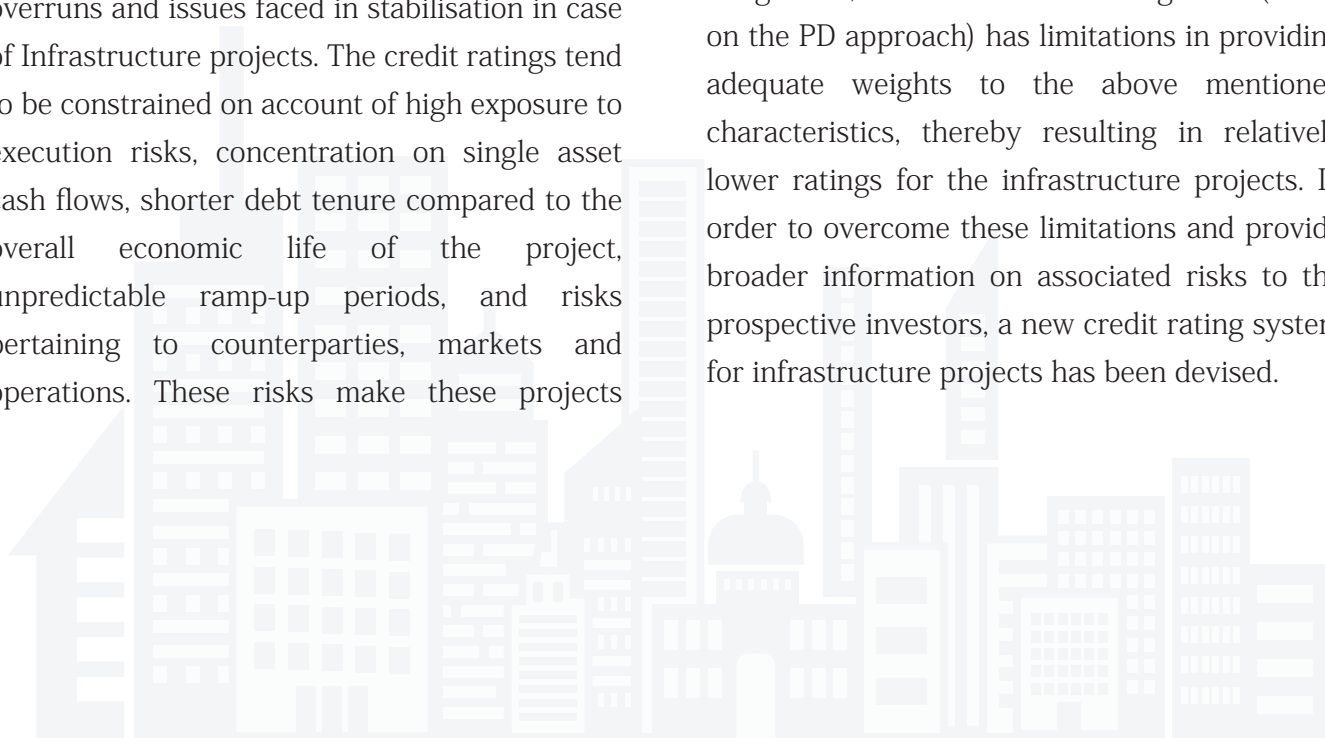 overruns and issues faced in stabilisation in case
of Infrastructure projects. The credit ratings tend
to be constrained on account of high exposure to
execution risks, concentration on single asset
cash flows, shorter debt tenure compared to the
overall economic life of the project,
unpredictable ramp-up periods, and risks
pertaining to counterparties, markets and
operations. These risks make these projects
on the PD approach) has limitations in providin
adequate weights to the above mentione
characteristics, thereby resulting in relativel
lower ratings for the infrastructure projects. I
order to overcome these limitations and provid
broader information on associated risks to th
prospective investors, a new credit rating system
for infrastructure projects has been devised.